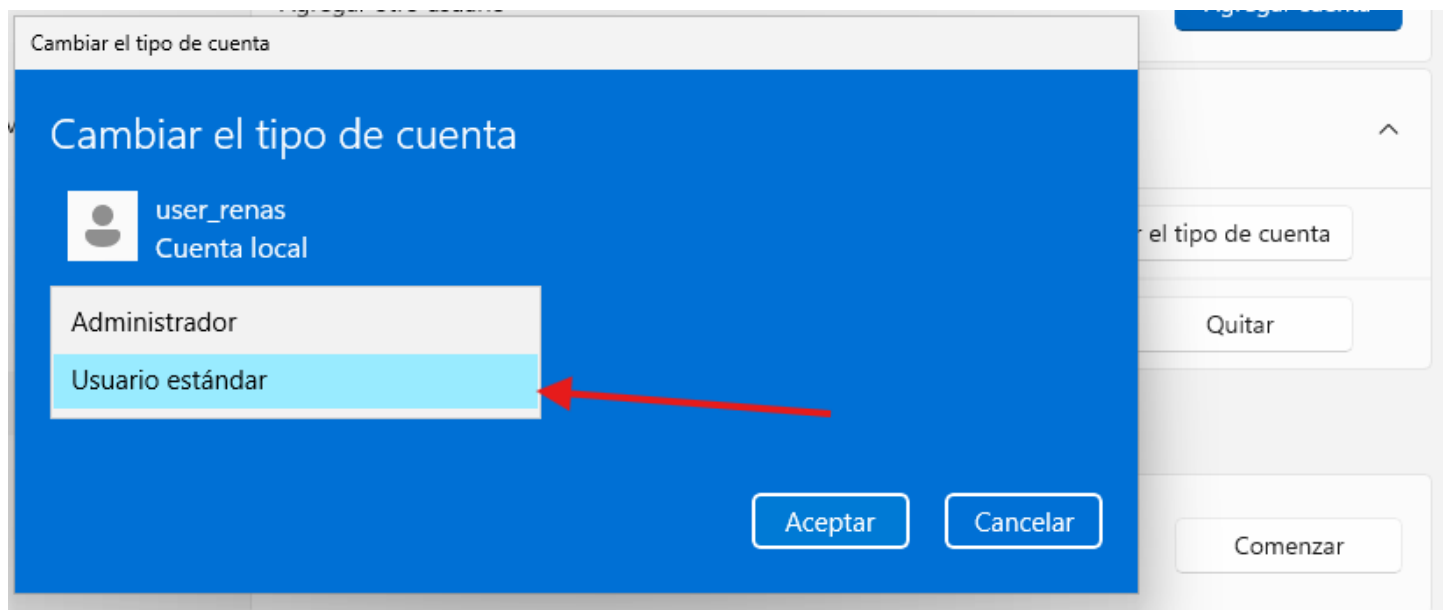 Cambiar el tipo de cuenta
Cambiar el tipo de cuenta
user_renas
Cuenta local
el tipo de cuenta
Administrador
Quitar
Usuario estándar
Aceptar
Cancelar
Comenzar